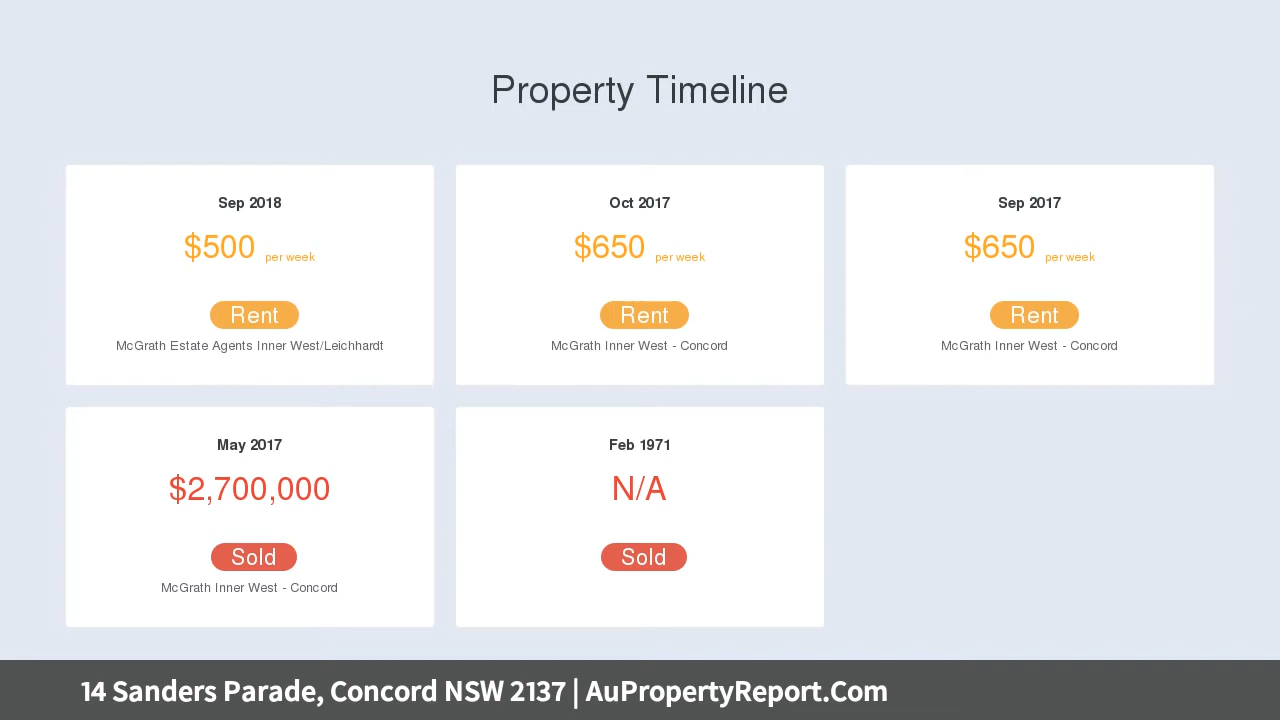 Property Timeline
Sep 2018
$500 per week
Rent
McGrath Estate Agents Inner West/Leichhardt
Oct 2017
$650 per week
Rent
McGrath Inner West - Concord
Sep 2017
$650 per week
Rent
McGrath Inner West - Concord
May 2017
$2,700,000
Sold
McGrath Inner West - Concord
Feb 1971
N/A
Sold
14 Sanders Parade, Concord NSW 2137 | AuPropertyReport.Com